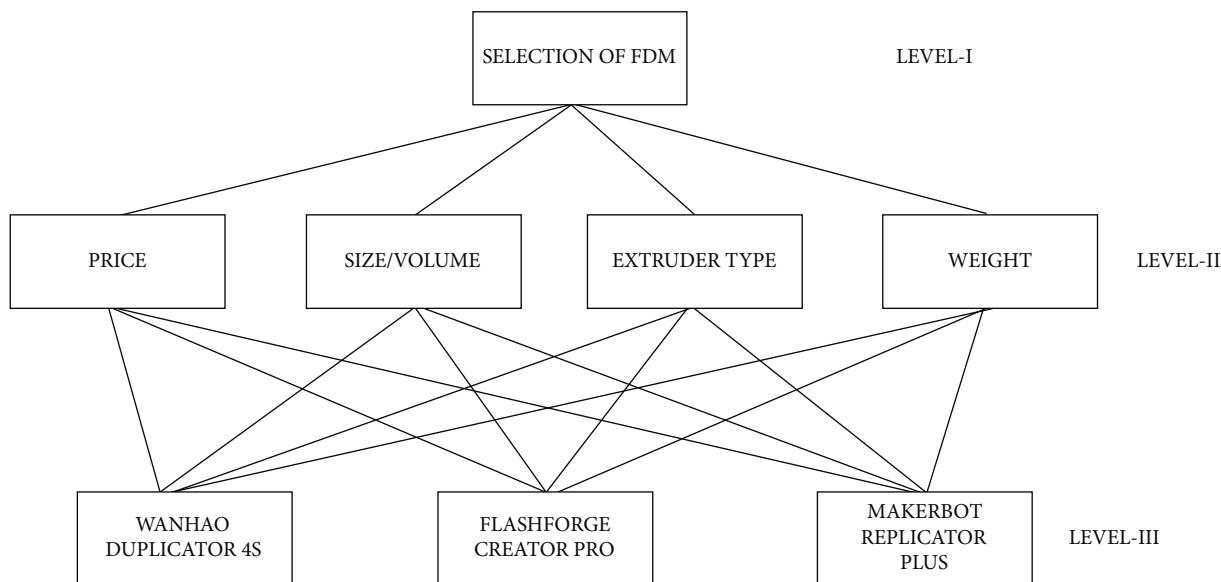 SELECTION OF FDM
LEVEL-I
PRICE
SIZE/VOLUME
EXTRUDER TYPE
WEIGHT
LEVEL-II
WANHAO
DUPLICATOR 4S
FLASHFORGE
CREATOR PRO
MAKERBOT
REPLICATOR
PLUS
LEVEL-III